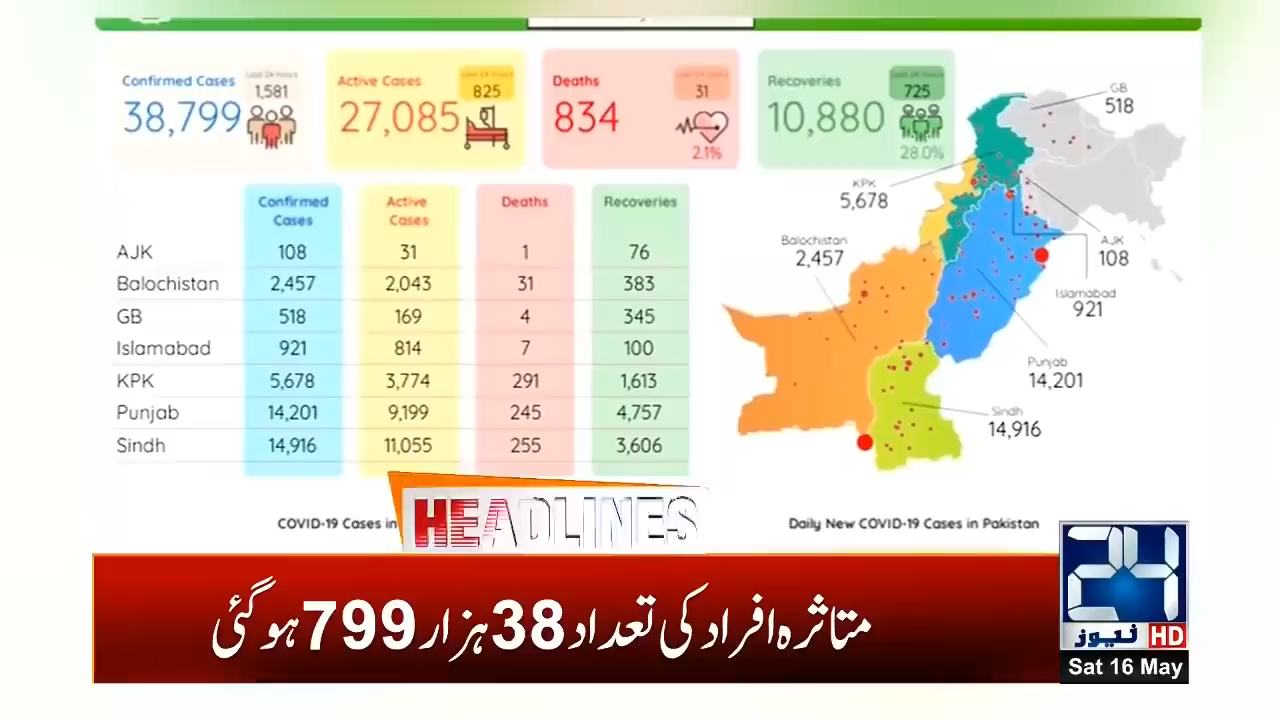 Confirmed Cases
Last 24 hours
1,581
38,799
Active Cases
Last 24 hours
825
27,085
Deaths
Last 24 hours
31
834
2.1%
Recoveries
Last 24 hours
725
10,880
28.0%
Confirmed Cases Active Cases Deaths Recoveries
AJK 108 31 1 76
Balochistan 2,457 2,043 31 383
GB 518 169 4 345
Islamabad 921 814 7 100
KPK 5,678 3,774 291 1,613
Punjab 14,201 9,199 245 4,757
Sindh 14,916 11,055 255 3,606
GB
518
KPK
5,678
Balochistan
2,457
AJK
108
Islamabad
921
Punjab
14,201
Sindh
14,916
COVID-19 Cases in
Daily New COVID-19 Cases in Pakistan
HEADLINES
متاثرہ افراد کی تعداد 38 ہزار 799 ہو گئی
24
نیوز HD
Sat 16 May